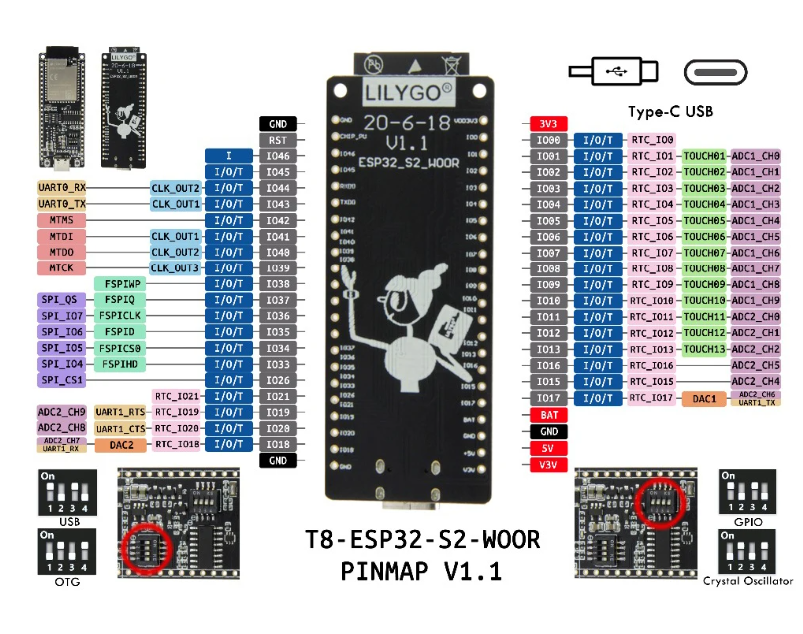 LILYGO®
20-6-18
V1.1
ESP32_S2_WOOR
Type-C USB
GND
RST
I IO46
I/O/T IO45
UART0_RX CLK_OUT2 I/O/T IO44
UART0_TX CLK_OUT1 I/O/T IO43
MTMS I/O/T IO42
MTDI CLK_OUT1 I/O/T IO41
MTDO CLK_OUT2 I/O/T IO40
MTCK CLK_OUT3 I/O/T IO39
FSPIWP I/O/T IO38
SPI_QS FSPIQ I/O/T IO37
SPI_IO7 FSPICLK I/O/T IO36
SPI_IO6 FSPID I/O/T IO35
SPI_IO5 FSPICS0 I/O/T IO34
SPI_IO4 FSPIHD I/O/T IO33
SPI_CS1 I/O/T IO26
RTC_IO21 I/O/T IO21
ADC2_CH9 UART1_RTS RTC_IO19 I/O/T IO19
ADC2_CH8 UART1_CTS RTC_IO20 I/O/T IO20
ADC2_CH7
UART1_RX DAC2 RTC_IO18 I/O/T IO18
GND
3V3
IO00 I/O/T RTC_IO0
IO01 I/O/T RTC_IO1 TOUCH01 ADC1_CH0
IO02 I/O/T RTC_IO2 TOUCH02 ADC1_CH1
IO03 I/O/T RTC_IO3 TOUCH03 ADC1_CH2
IO04 I/O/T RTC_IO4 TOUCH04 ADC1_CH3
IO05 I/O/T RTC_IO5 TOUCH05 ADC1_CH4
IO06 I/O/T RTC_IO6 TOUCH06 ADC1_CH5
IO07 I/O/T RTC_IO7 TOUCH07 ADC1_CH6
IO08 I/O/T RTC_IO8 TOUCH08 ADC1_CH7
IO09 I/O/T RTC_IO9 TOUCH09 ADC1_CH8
IO10 I/O/T RTC_IO10 TOUCH10 ADC1_CH9
IO11 I/O/T RTC_IO11 TOUCH11 ADC2_CH0
IO12 I/O/T RTC_IO12 TOUCH12 ADC2_CH1
IO13 I/O/T RTC_IO13 TOUCH13 ADC2_CH2
IO16 I/O/T RTC_IO16 ADC2_CH5
IO15 I/O/T RTC_IO15 ADC2_CH4
IO17 I/O/T RTC_IO17 DAC1 ADC2_CH6
UART1_TX
BAT
GND
5V
V3V
On
1 2 3 4
USB
On
1 2 3 4
OTG
T8-ESP32-S2-WOOR
PINMAP V1.1
On
1 2 3 4
GPIO
On
1 2 3 4
Crystal Oscillator